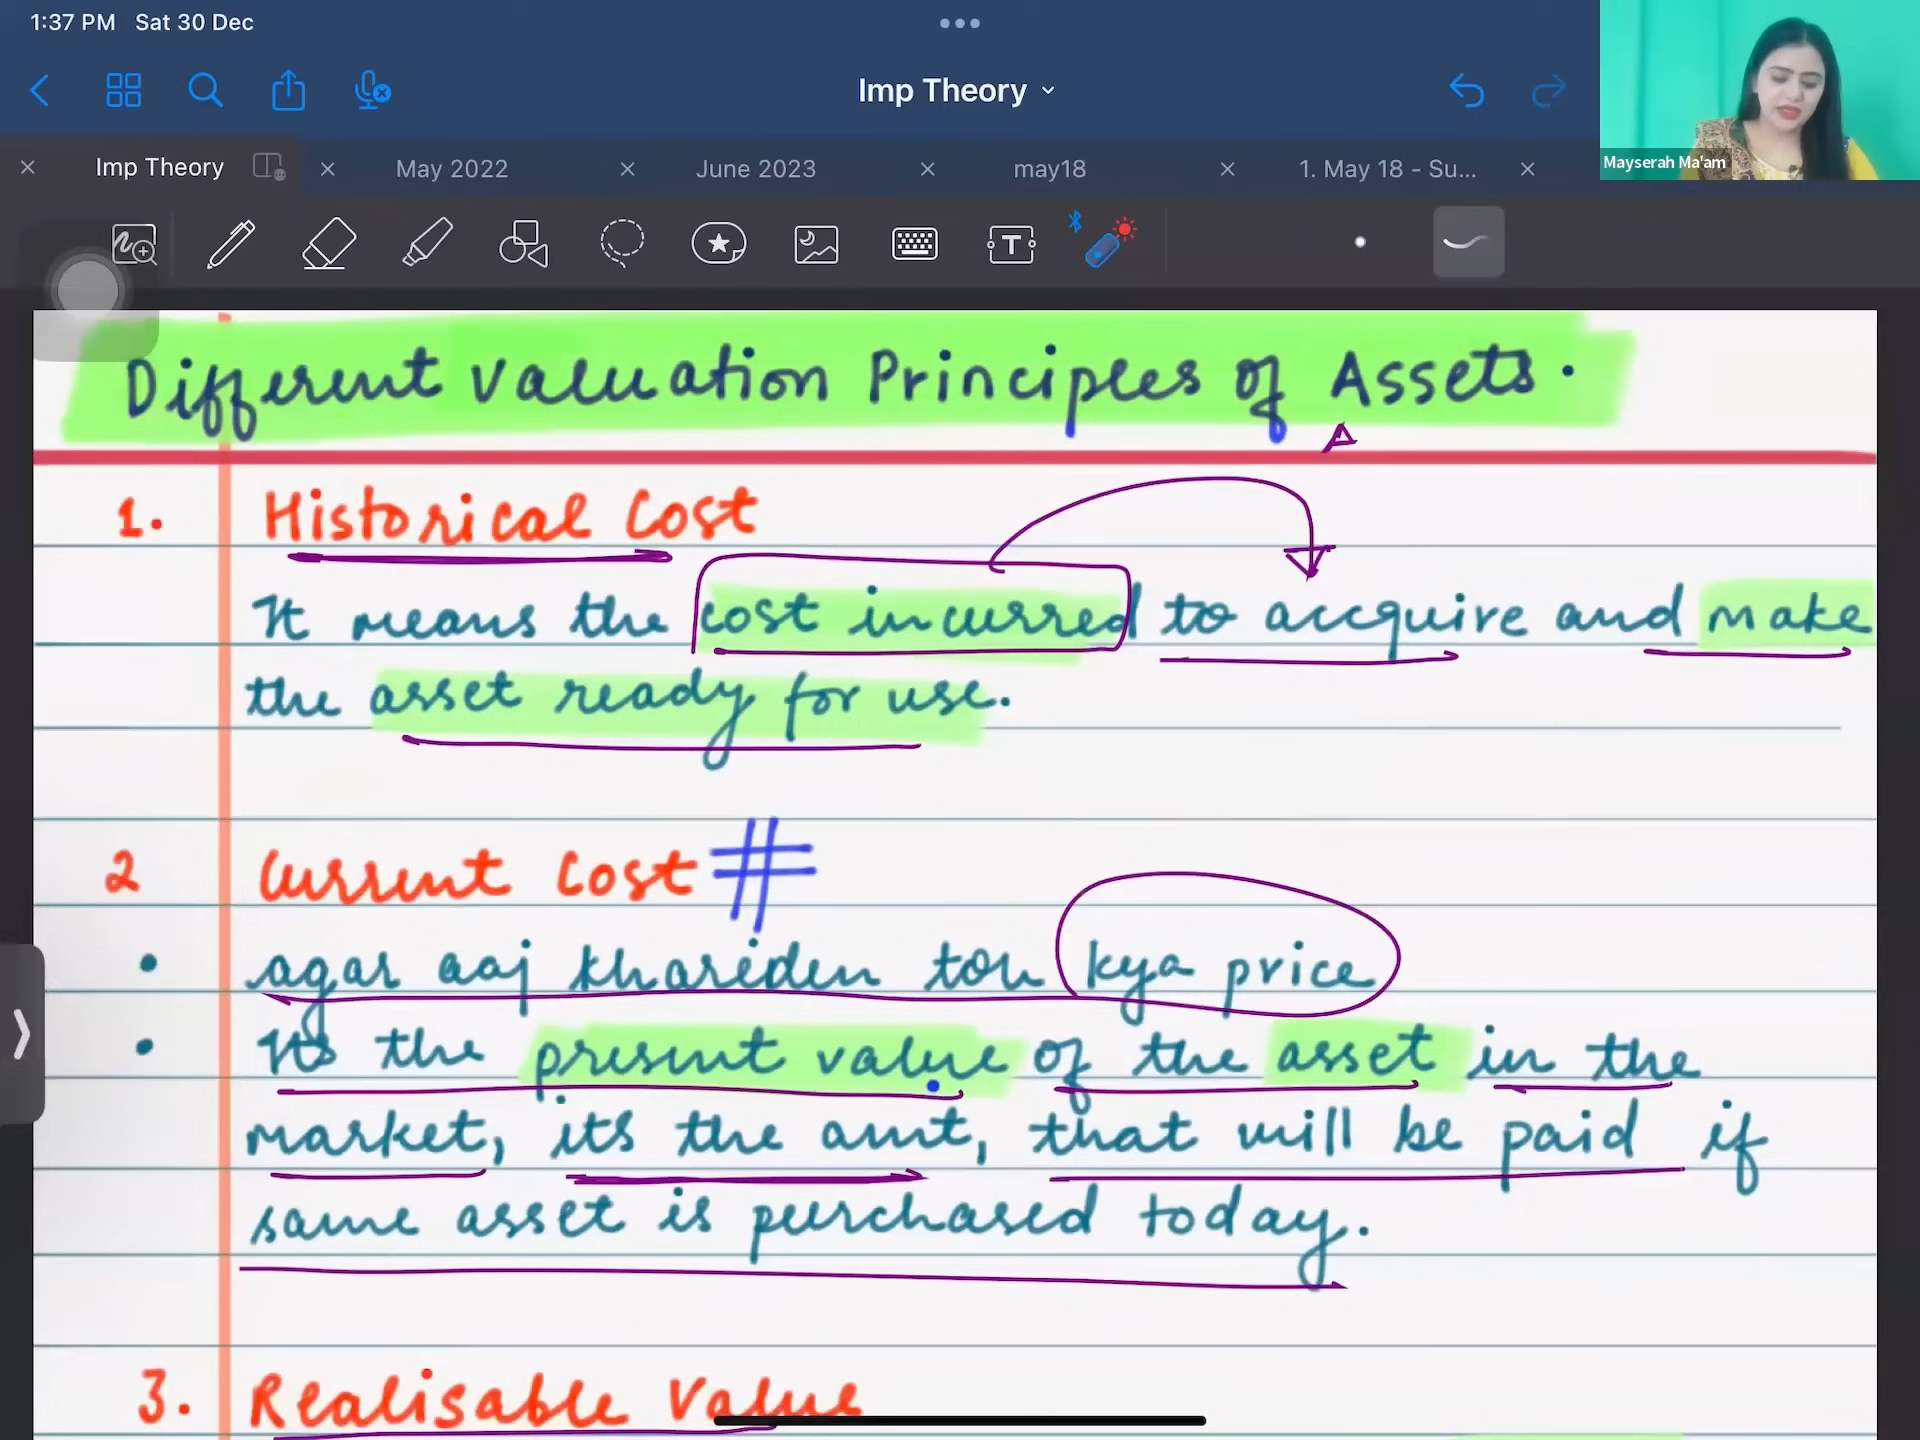 1:37 PM Sat 30 Dec
Imp Theory
Mayserah Ma'am
Imp Theory
May 2022
June 2023
may18
1. May 18 - Su...
T
Different Valuation Principles of Assets.
1. Historical Cost
It means the cost incurred to accquire and make
the asset ready for use.
2 Current Cost #
• agar aaj khareden toh kya price
• Its the present value of the asset in the
market, its the amt, that will be paid if
same asset is purchased today.
3. Realisable Value